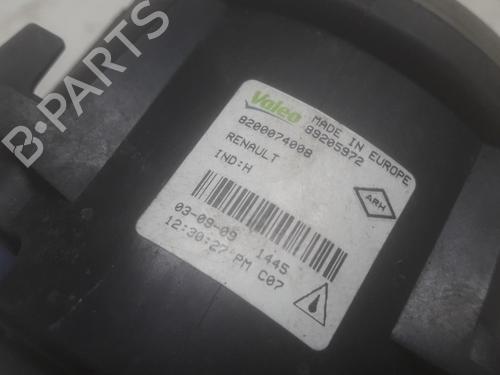 B-PARTS
Valeo
MADE IN EUROPE
89205972
8200074008
RENAULT
IND:H
ARH
03-09-09 1445
12:30:27 PM C07